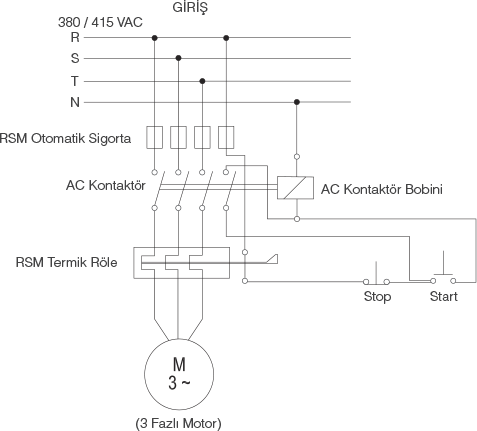 GİRİŞ
380 / 415 VAC
R
S
T
N
RSM Otomatik Sigorta
AC Kontaktör
AC Kontaktör Bobini
RSM Termik Röle
Stop
Start
M
3 ~
(3 Fazlı Motor)